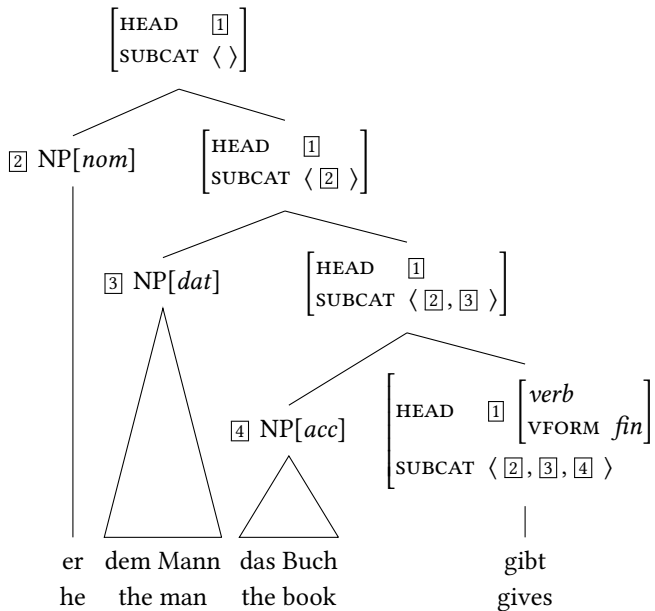 HEAD 1
SUBCAT ⟨ ⟩
2 NP[nom]
HEAD 1
SUBCAT ⟨ 2 ⟩
3 NP[dat]
HEAD 1
SUBCAT ⟨ 2 , 3 ⟩
4 NP[acc]
HEAD 1 [verb
VFORM fin]
SUBCAT ⟨ 2 , 3 , 4 ⟩
er dem Mann das Buch gibt
he the man the book gives